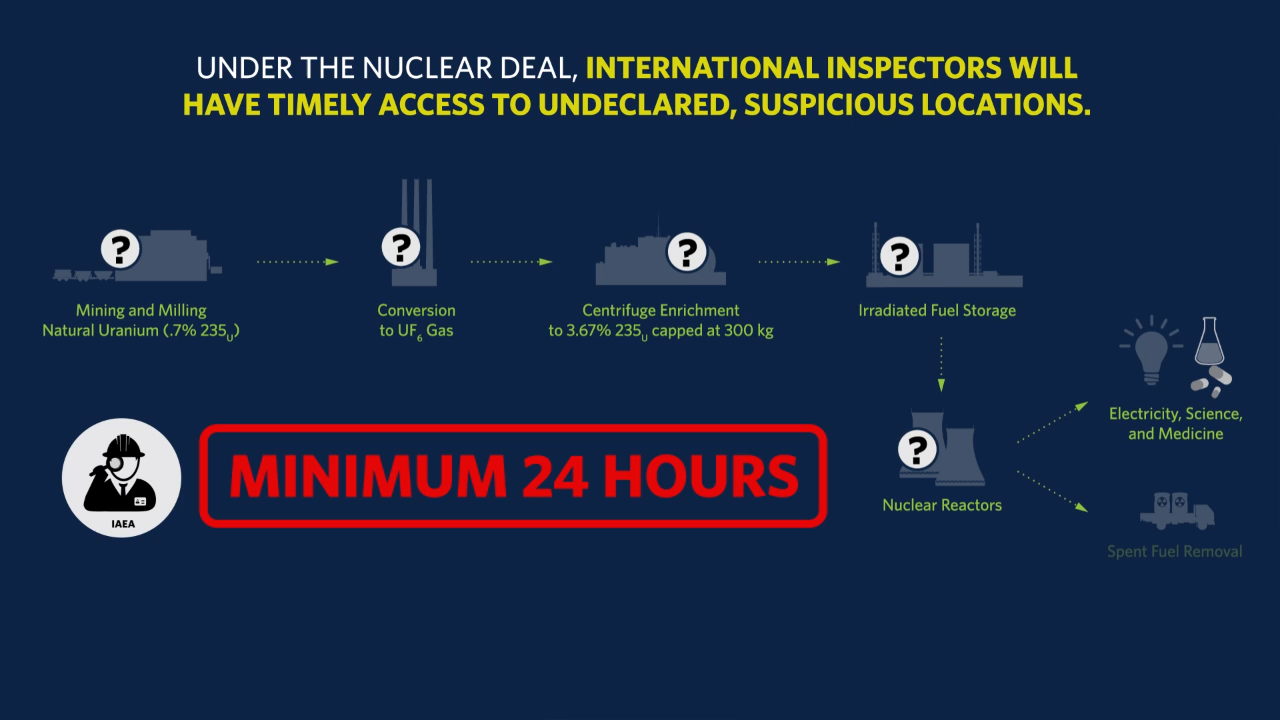 UNDER THE NUCLEAR DEAL, INTERNATIONAL INSPECTORS WILL
HAVE TIMELY ACCESS TO UNDECLARED, SUSPICIOUS LOCATIONS.
?
?
?
?
Mining and Milling
Natural Uranium (.7% 235U)
Conversion
to UF6 Gas
Centrifuge Enrichment
to 3.67% 235U capped at 300 kg
Irradiated Fuel Storage
Electricity, Science,
and Medicine
IAEA
MINIMUM 24 HOURS
?
Nuclear Reactors
Spent Fuel Removal